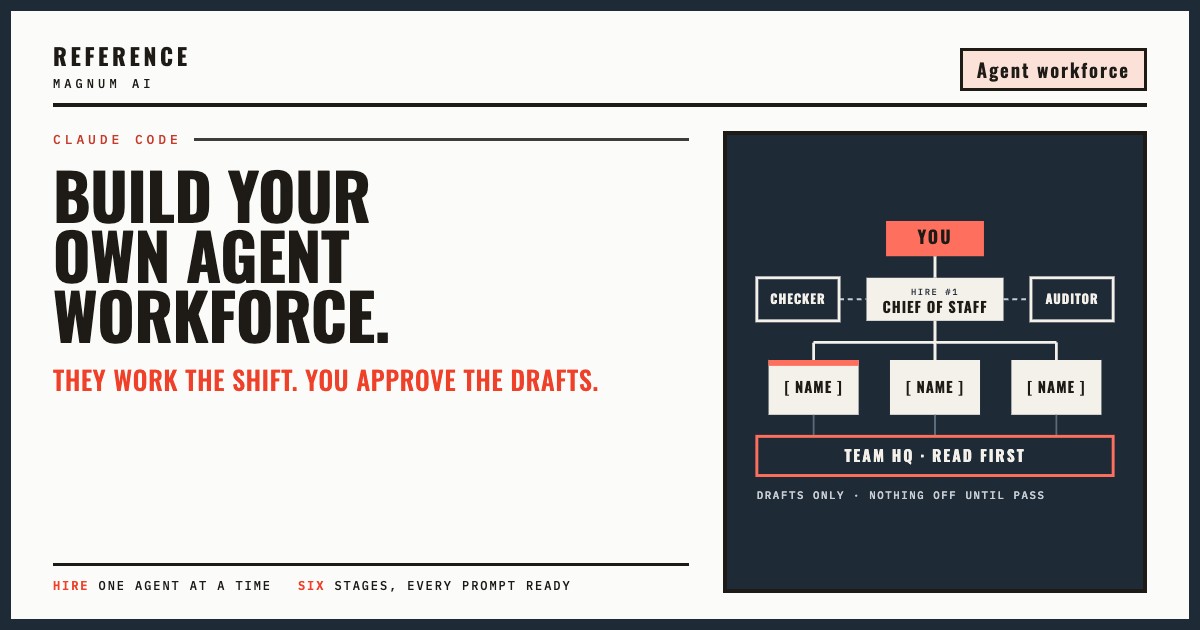 REFERENCE
MAGNUM AI
Agent workforce
CLAUDE CODE
BUILD YOUR
OWN AGENT
WORKFORCE.
THEY WORK THE SHIFT. YOU APPROVE THE DRAFTS.
HIRE ONE AGENT AT A TIME SIX STAGES, EVERY PROMPT READY
YOU
CHECKER
HIRE #1
CHIEF OF STAFF
AUDITOR
[ NAME ] [ NAME ] [ NAME ]
TEAM HQ · READ FIRST
DRAFTS ONLY · NOTHING OFF UNTIL PASS